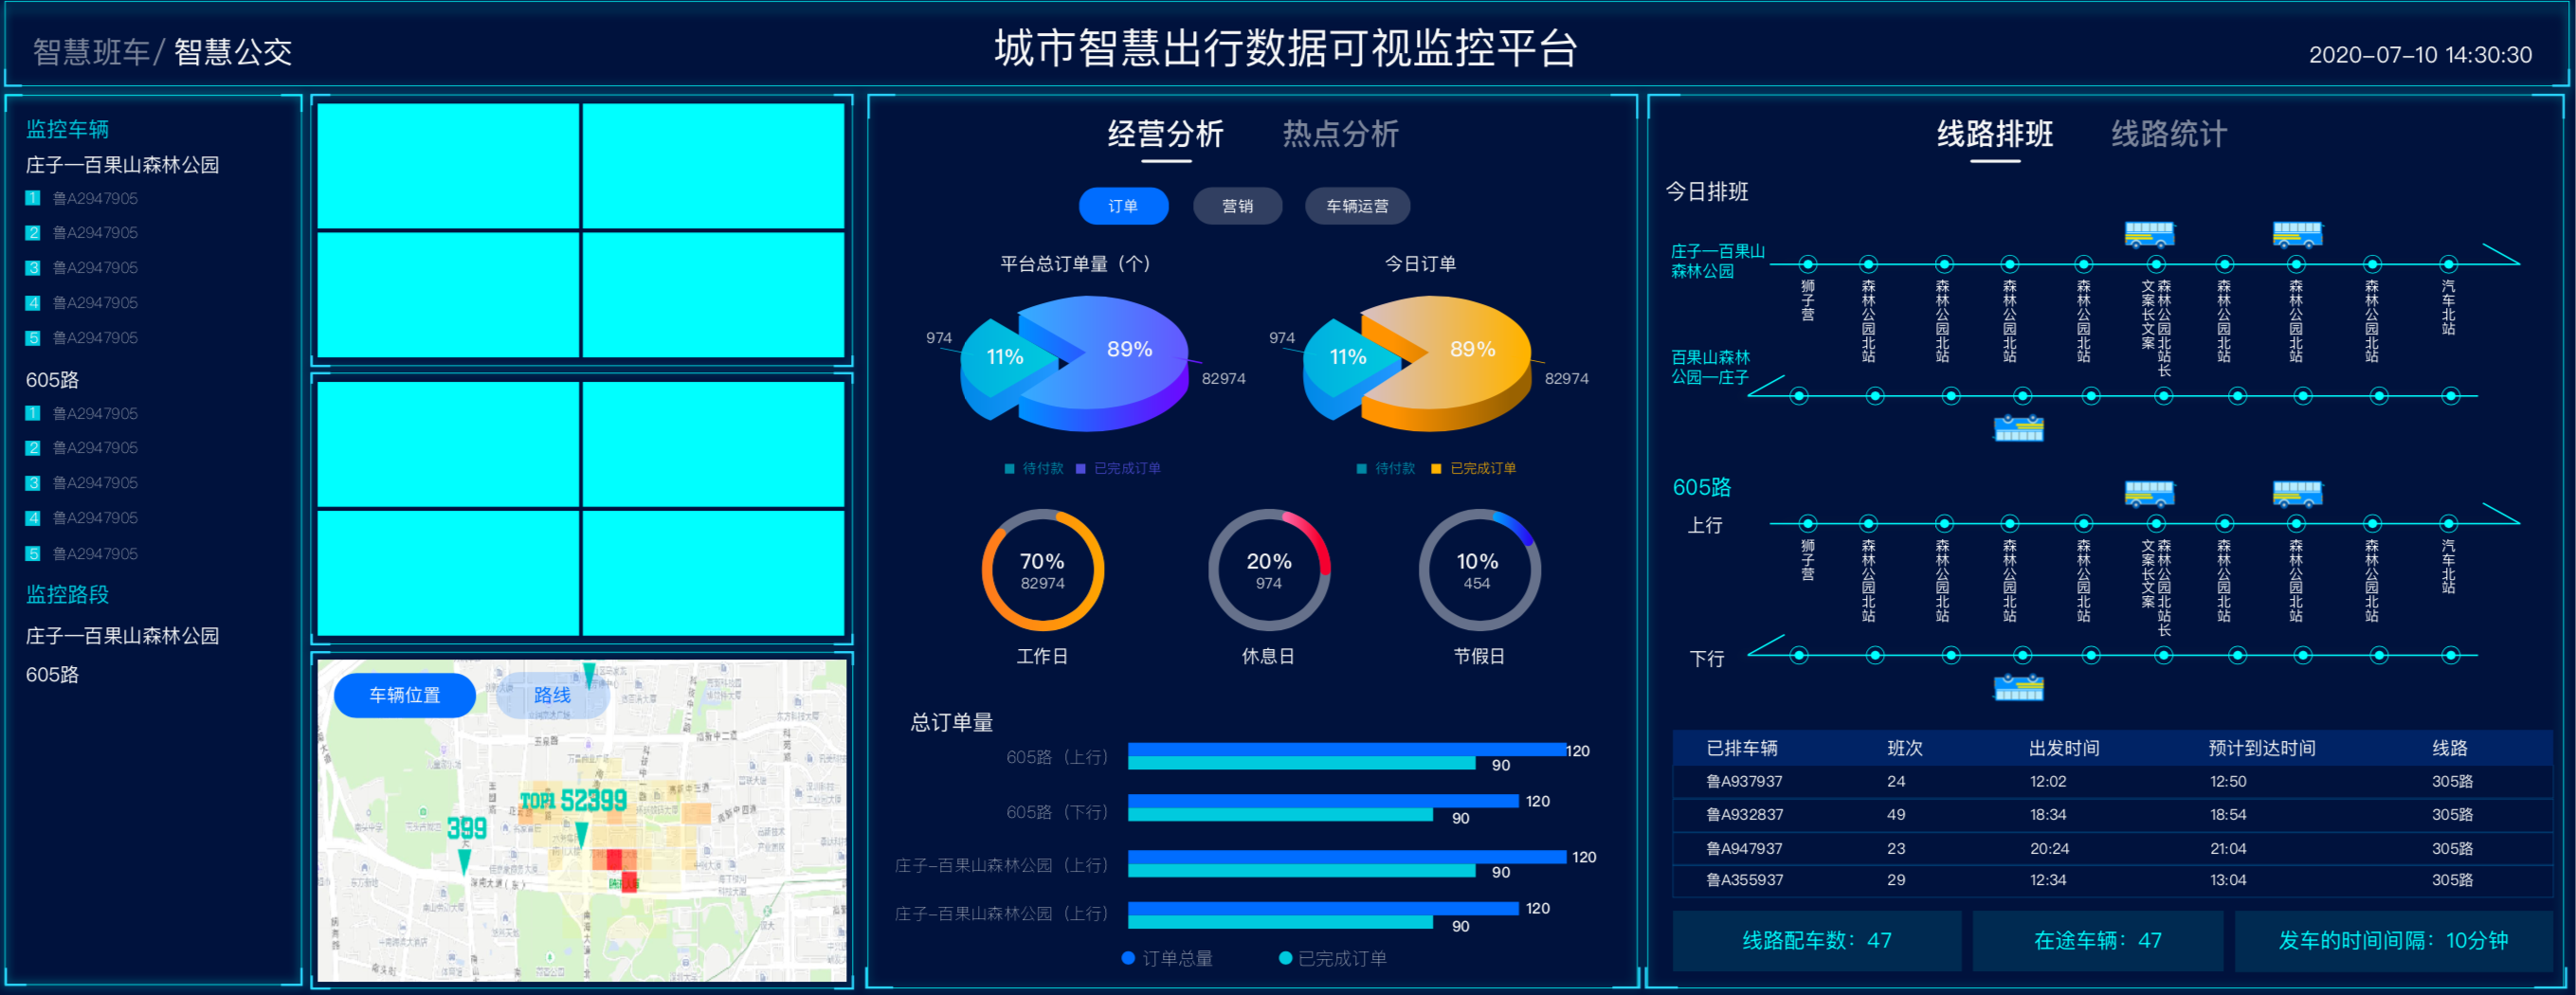 智慧班车/ 智慧公交
城市智慧出行数据可视监控平台
2020-07-10 14:30:30
监控车辆
庄子—百果山森林公园
1 鲁A2947905
2 鲁A2947905
3 鲁A2947905
4 鲁A2947905
5 鲁A2947905
605路
1 鲁A2947905
2 鲁A2947905
3 鲁A2947905
4 鲁A2947905
5 鲁A2947905
监控路段
庄子—百果山森林公园
605路
车辆位置
路线
TOP1 52399
399
经营分析
热点分析
订单
营销
车辆运营
平台总订单量（个）
974
11%
89%
82974
待付款
已完成订单
今日订单
974
11%
89%
82974
待付款
已完成订单
70%
82974
工作日
20%
974
休息日
10%
454
节假日
总订单量
605路（上行）
120
90
605路（下行）
120
90
庄子-百果山森林公园（上行）
120
90
庄子-百果山森林公园（上行）
120
90
订单总量
已完成订单
线路排班
线路统计
今日排班
庄子—百果山
森林公园
狮子营
森林公园北站
森林公园北站
森林公园北站
森林公园北站
森林公园北站长
文案长文案
森林公园北站
森林公园北站
森林公园北站
汽车北站
百果山森林
公园—庄子
605路
上行
狮子营
森林公园北站
森林公园北站
森林公园北站
森林公园北站
森林公园北站长
文案长文案
森林公园北站
森林公园北站
森林公园北站
汽车北站
下行
已排车辆 班次 出发时间 预计到达时间 线路
鲁A937937 24 12:02 12:50 305路
鲁A932837 49 18:34 18:54 305路
鲁A947937 23 20:24 21:04 305路
鲁A355937 29 12:34 13:04 305路
线路配车数：47
在途车辆：47
发车的时间间隔：10分钟